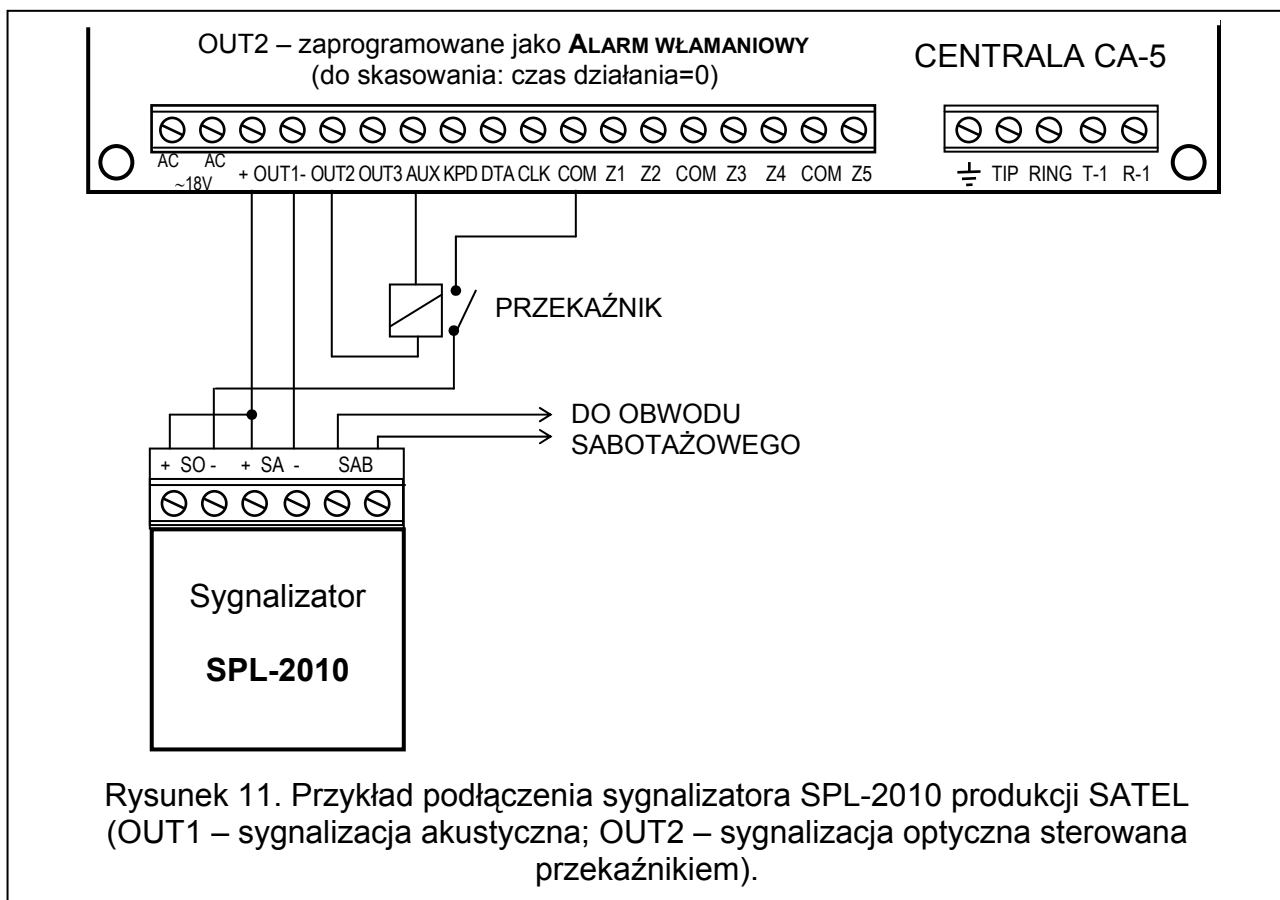 OUT2 – zaprogramowane jako ALARM WŁAMANIOWY
(do skasowania: czas działania=0)
CENTRALA CA-5
AC AC
~18V
+ OUT1- OUT2 OUT3 AUX KPD DTA CLK COM Z1 Z2 COM Z3 Z4 COM Z5
TIP RING T-1 R-1
PRZEKAŹNIK
DO OBWODU
SABOTAŻOWEGO
+ SO - + SA - SAB
Sygnalizator
SPL-2010
Rysunek 11. Przykład podłączenia sygnalizatora SPL-2010 produkcji SATEL
(OUT1 – sygnalizacja akustyczna; OUT2 – sygnalizacja optyczna sterowana
przekaźnikiem).